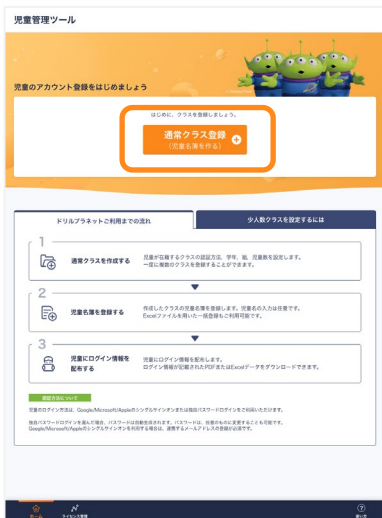 児童管理ツール
児童のアカウント登録をはじめましょう
はじめに、クラスを登録しましょう。
通常クラス登録
(児童名簿を作る)
ドリルプラネットご利用までの流れ
少人数クラスを設定するには
1
通常クラスを作成する
児童が在籍するクラスの認証方法、学年、組、児童数を設定します。
一度に複数のクラスを登録することができます。
2
児童名簿を登録する
作成したクラスの児童名簿を登録します。児童名の入力は任意です。
Excelファイルを用いた一括登録もご利用可能です。
3
児童にログイン情報を
配布する
児童にログイン情報を配布します。
ログイン情報が記載されたPDFまたはExcelデータをダウンロードできます。
認証方法について
児童のログイン方法は、Google/Microsoft/Appleのシングルサインオンまたは独自パスワードログインをご利用いただけます。
独自パスワードログインを選んだ場合、パスワードは自動生成されます。パスワードは、任意のものに変更することも可能です。
Google/Microsoft/Appleのシングルサインオンを利用する場合は、連携するメールアドレスの登録が必須です。
ホーム
ライセンス管理
使い方